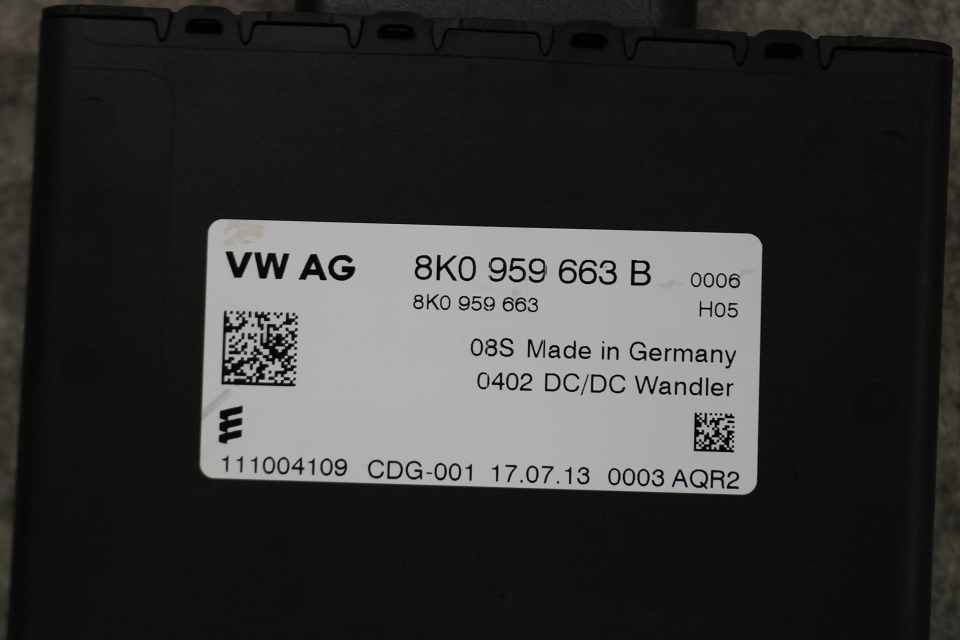 VW AG 8K0 959 663 B 0006
8K0 959 663 H05
08S Made in Germany
0402 DC/DC Wandler
111004109 CDG-001 17.07.13 0003 AQR2